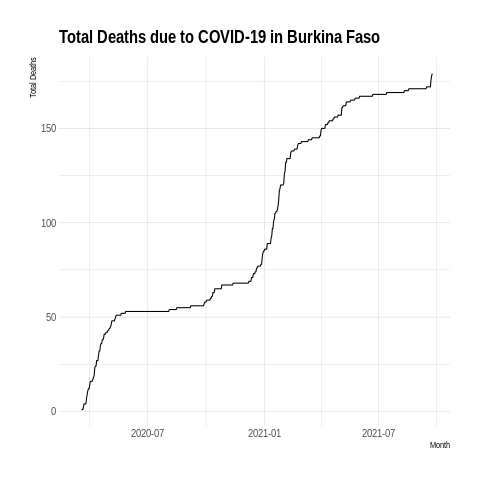 Total Deaths due to COVID-19 in Burkina Faso
Total Deaths
150
100
50
0
2020-07
2021-01
2021-07
Month